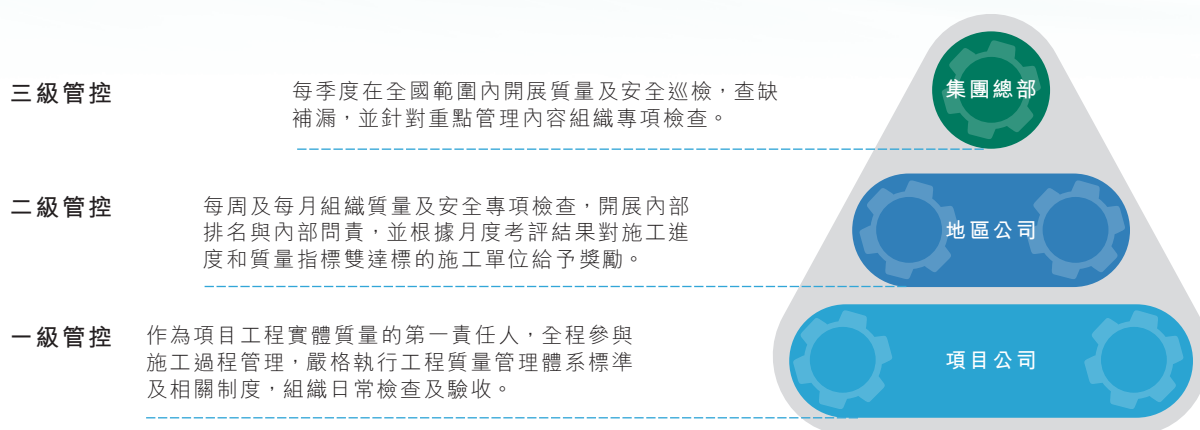 三級管控
每季度在全國範圍內開展質量及安全巡檢，查缺
補漏，並針對重點管理內容組織專項檢查。
集團總部
二級管控
每周及每月組織質量及安全專項檢查，開展內部
排名與內部問責，並根據月度考評結果對施工進
度和質量指標雙達標的施工單位給予獎勵。
地區公司
一級管控
作為項目工程實體質量的第一責任人，全程參與
施工過程管理，嚴格執行工程質量管理體系標準
及相關制度，組織日常檢查及驗收。
項目公司